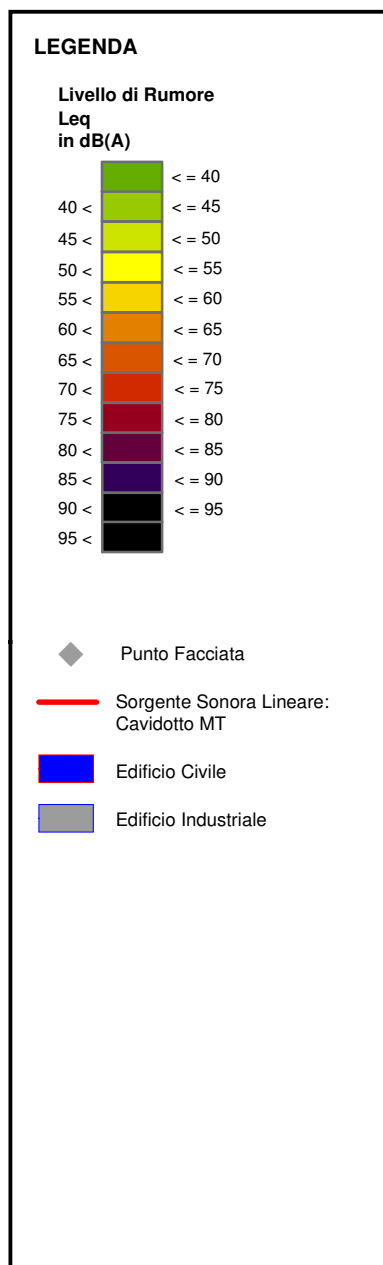 LEGENDA
Livello di Rumore
Leq
in dB(A)
< = 40
40 < < = 45
45 < < = 50
50 < < = 55
55 < < = 60
60 < < = 65
65 < < = 70
70 < < = 75
75 < < = 80
80 < < = 85
85 < < = 90
90 < < = 95
95 <
Punto Facciata
Sorgente Sonora Lineare:
Cavidotto MT
Edificio Civile
Edificio Industriale